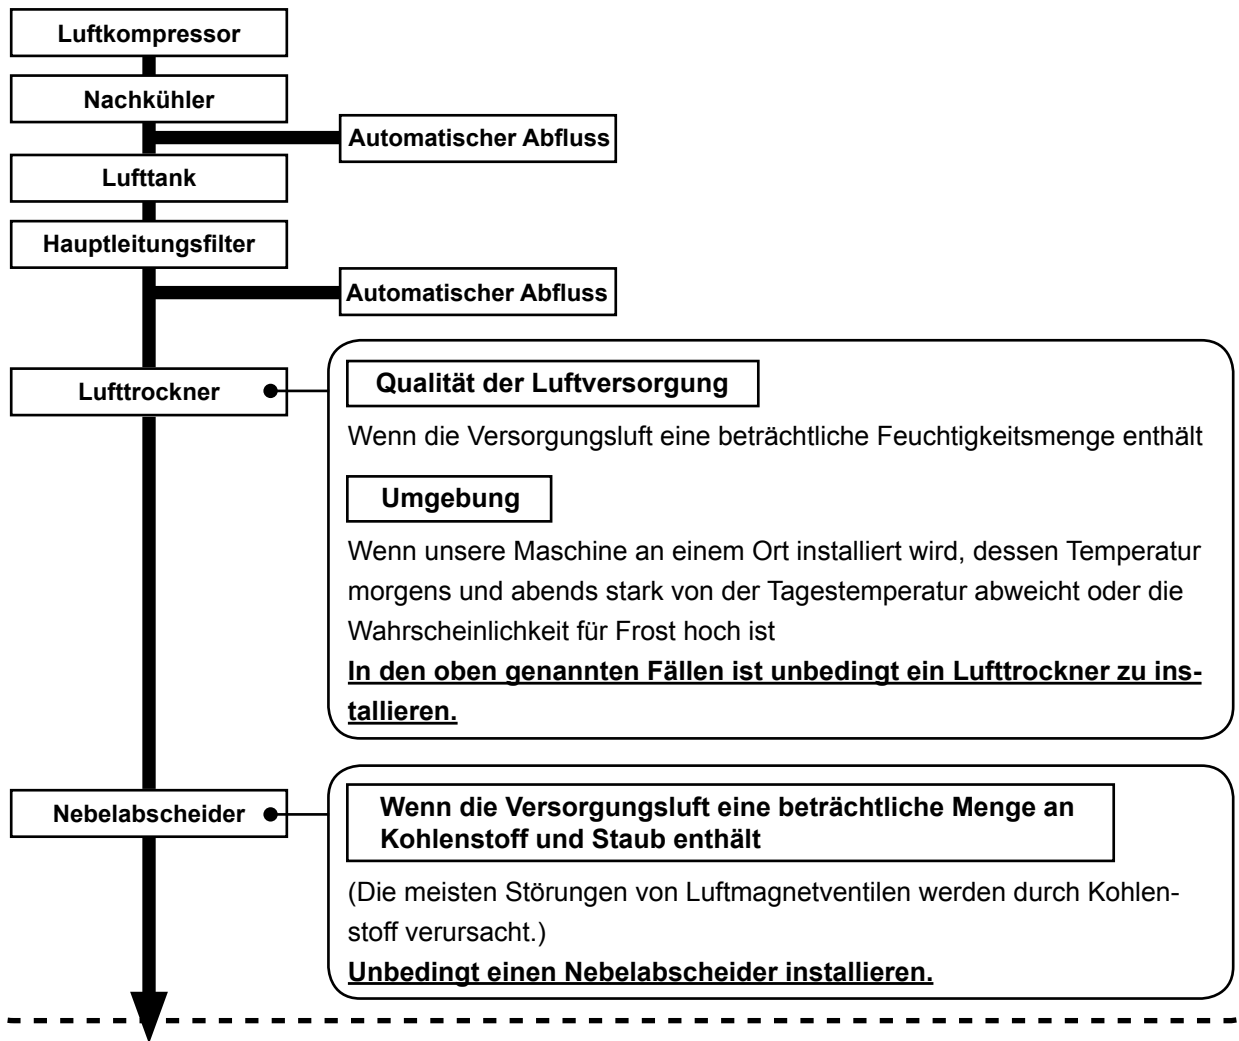 Luftkompressor
Nachkühler
Automatischer Abfluss
Lufttank
Hauptleitungsfilter
Automatischer Abfluss
Lufttrockner
Qualität der Luftversorgung
Wenn die Versorgungsluft eine beträchtliche Feuchtigkeitsmenge enthält
Umgebung
Wenn unsere Maschine an einem Ort installiert wird, dessen Temperatur
morgens und abends stark von der Tagestemperatur abweicht oder die
Wahrscheinlichkeit für Frost hoch ist
In den oben genannten Fällen ist unbedingt ein Lufttrockner zu ins-
tallieren.
Nebelabscheider
Wenn die Versorgungsluft eine beträchtliche Menge an
Kohlenstoff und Staub enthält
(Die meisten Störungen von Luftmagnetventilen werden durch Kohlen-
stoff verursacht.)
Unbedingt einen Nebelabscheider installieren.